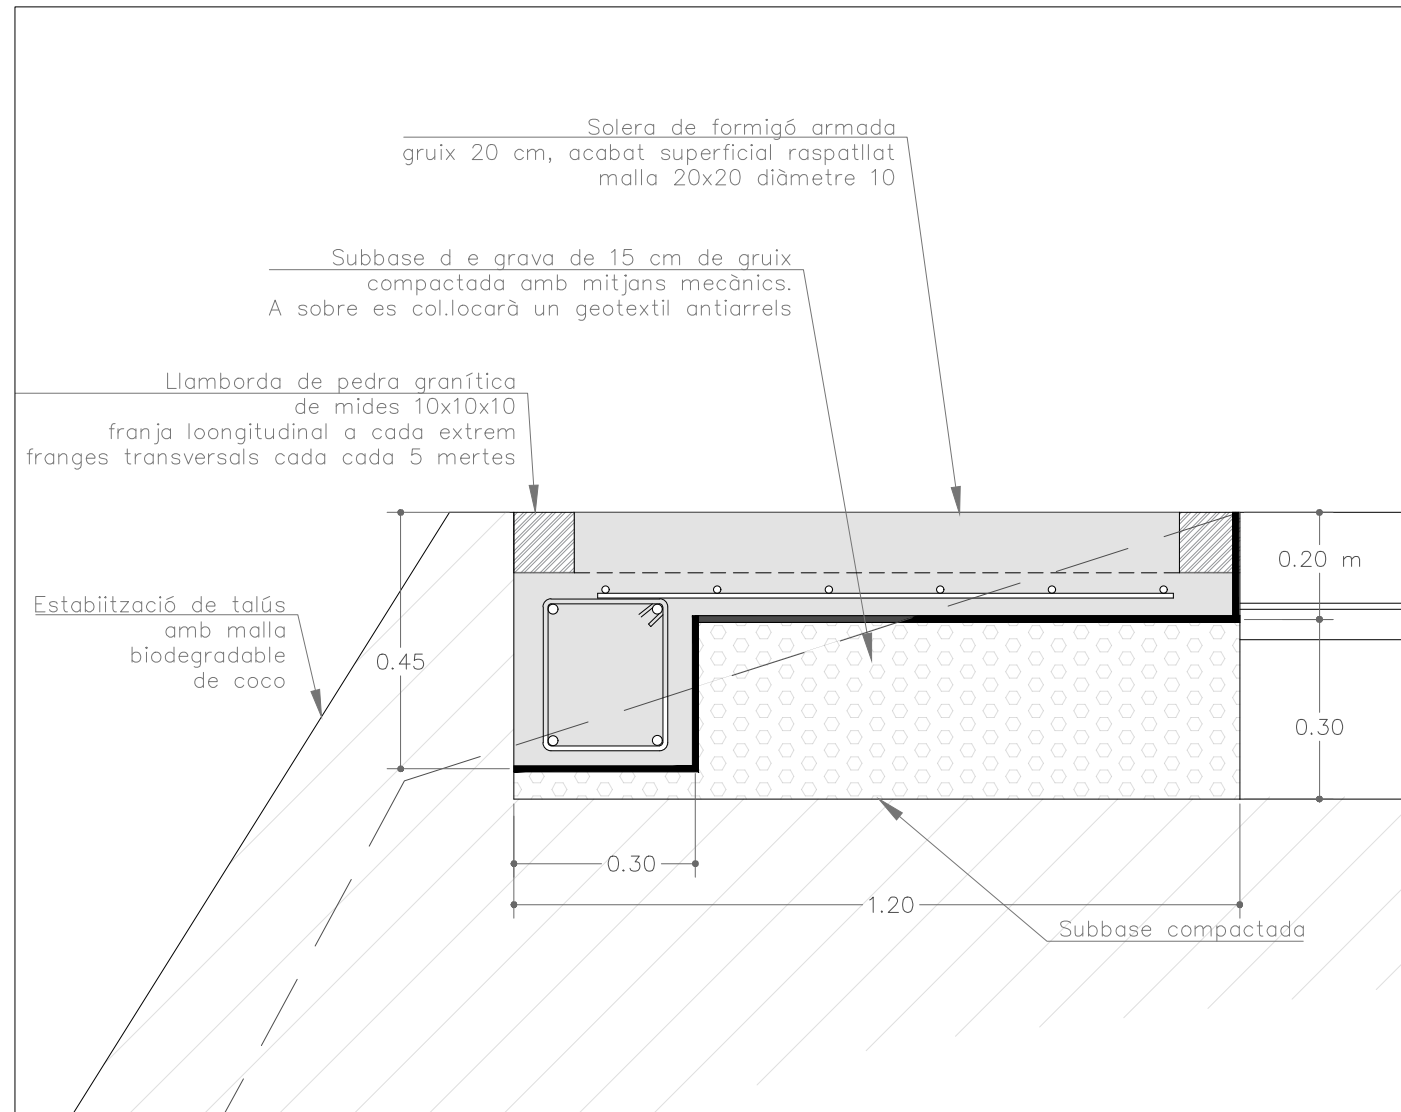 Solera de formigó armada
gruix 20 cm, acabat superficial raspatllat
malla 20x20 diàmetre 10
Subbase d e grava de 15 cm de gruix
compactada amb mitjans mecànics.
A sobre es col.locarà un geotextil antiarrels
Llamborda de pedra granítica
de mides 10x10x10
franja loongitudinal a cada extrem
franges transversals cada cada 5 mertes
Estabiització de talús
amb malla
biodegradable
de coco
0.45
0.20 m
0.30
0.30
1.20
Subbase compactada